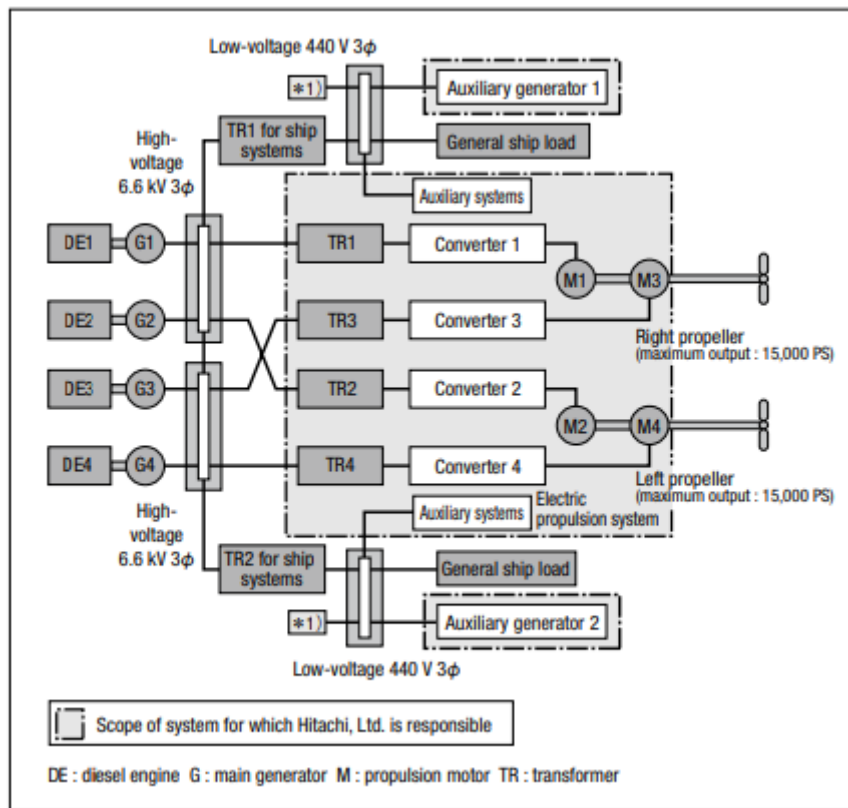 Low-voltage 440 V 3ϕ
*1)
Auxiliary generator 1
High-
voltage
6.6 kV 3ϕ
TR1 for ship
systems
General ship load
Auxiliary systems
DE1
G1
TR1
Converter 1
M1
M3
DE2
G2
TR3
Converter 3
Right propeller
(maximum output : 15,000 PS)
DE3
G3
TR2
Converter 2
M2
M4
DE4
G4
TR4
Converter 4
Left propeller
(maximum output : 15,000 PS)
High-
voltage
6.6 kV 3ϕ
Auxiliary systems
Electric
propulsion system
TR2 for ship
systems
General ship load
*1)
Auxiliary generator 2
Low-voltage 440 V 3ϕ
Scope of system for which Hitachi, Ltd. is responsible
DE : diesel engine G : main generator M : propulsion motor TR : transformer